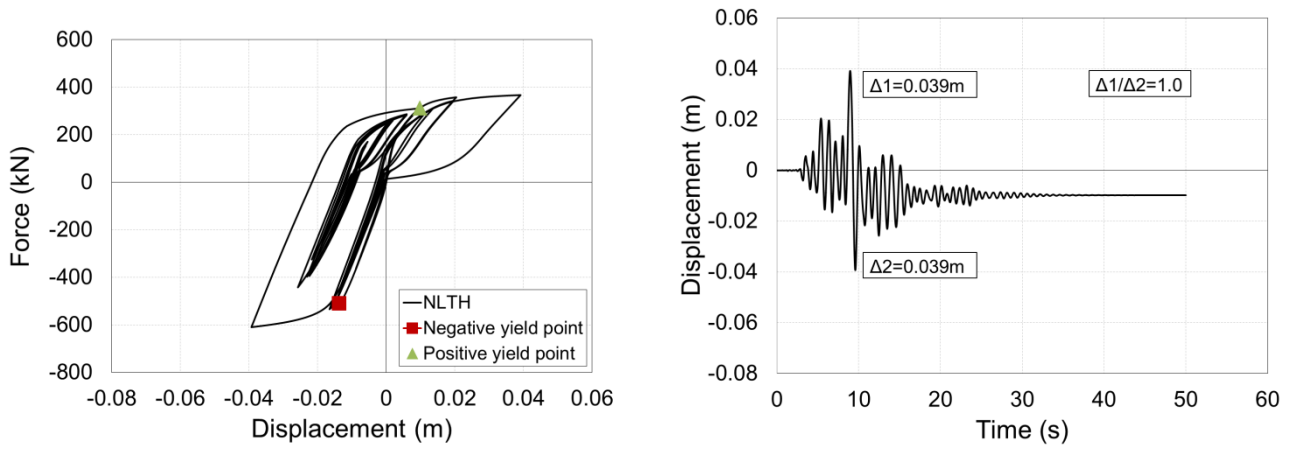 600
400
200
0
-200
-400
-600
-800
Force (kN)
NLTH
Negative yield point
Positive yield point
-0.08 -0.06 -0.04 -0.02 0 0.02 0.04 0.06
Displacement (m)
0.06
0.04
0.02
0
-0.02
-0.04
-0.06
-0.08
Displacement (m)
Δ1=0.039m
Δ1/Δ2=1.0
Δ2=0.039m
0 10 20 30 40 50 60
Time (s)